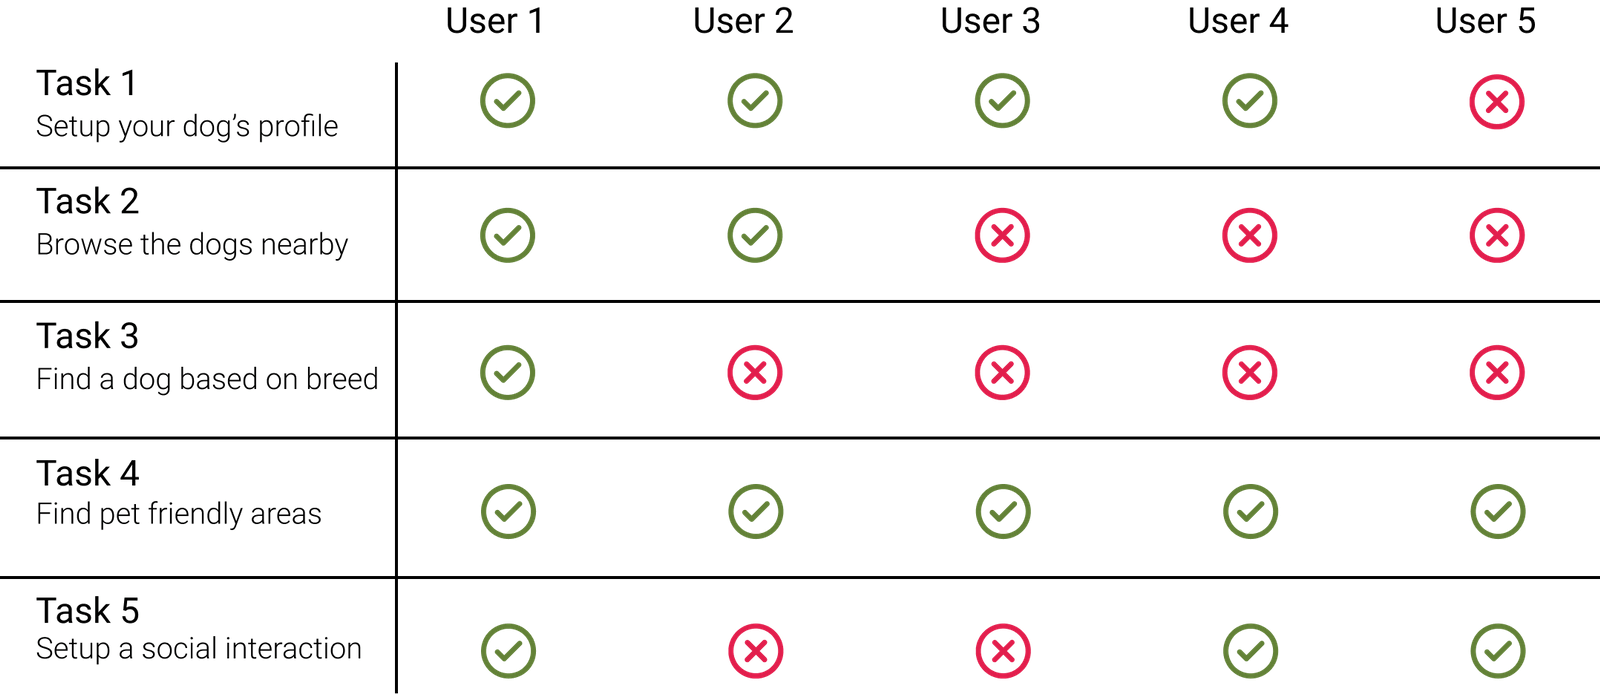 User 1 User 2 User 3 User 4 User 5
Task 1
Setup your dog’s profile
Task 2
Browse the dogs nearby
Task 3
Find a dog based on breed
Task 4
Find pet friendly areas
Task 5
Setup a social interaction